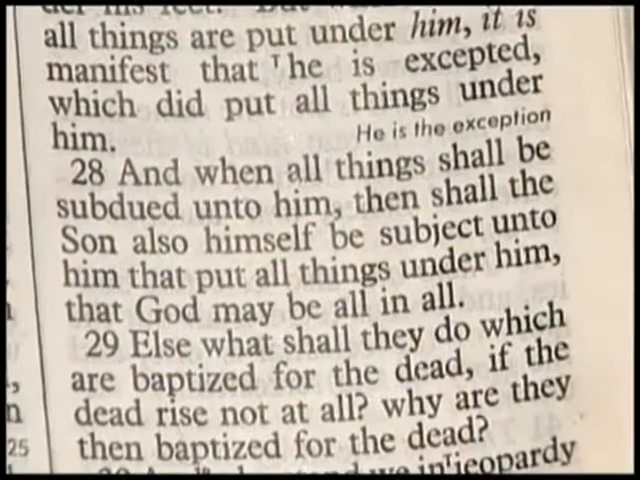 all things are put under him, it is
manifest that ʳhe is excepted,
which did put all things under
him. He is the exception
28 And when all things shall be
subdued unto him, then shall the
Son also himself be subject unto
him that put all things under him,
that God may be all in all.
29 Else what shall they do which
are baptized for the dead, if the
dead rise not at all? why are they
25 then baptized for the dead?
jeopardy